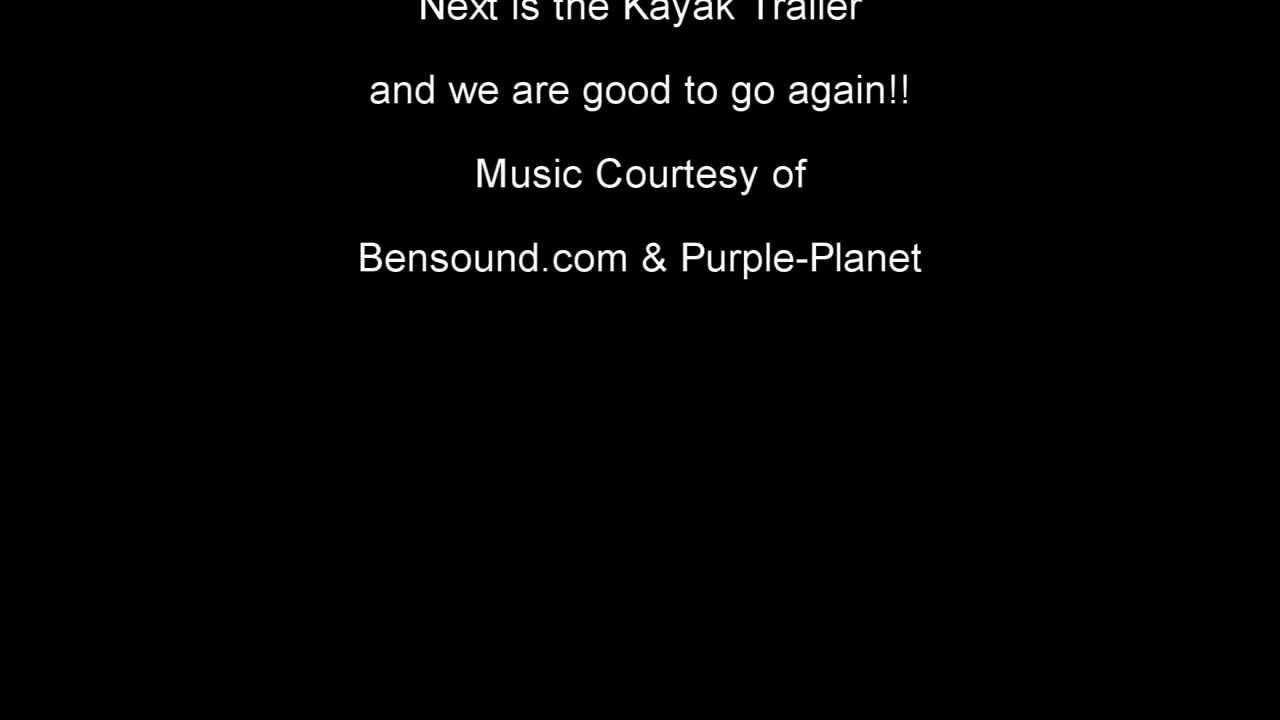 Next is the Kayak Trailer
and we are good to go again!!
Music Courtesy of
Bensound.com & Purple-Planet